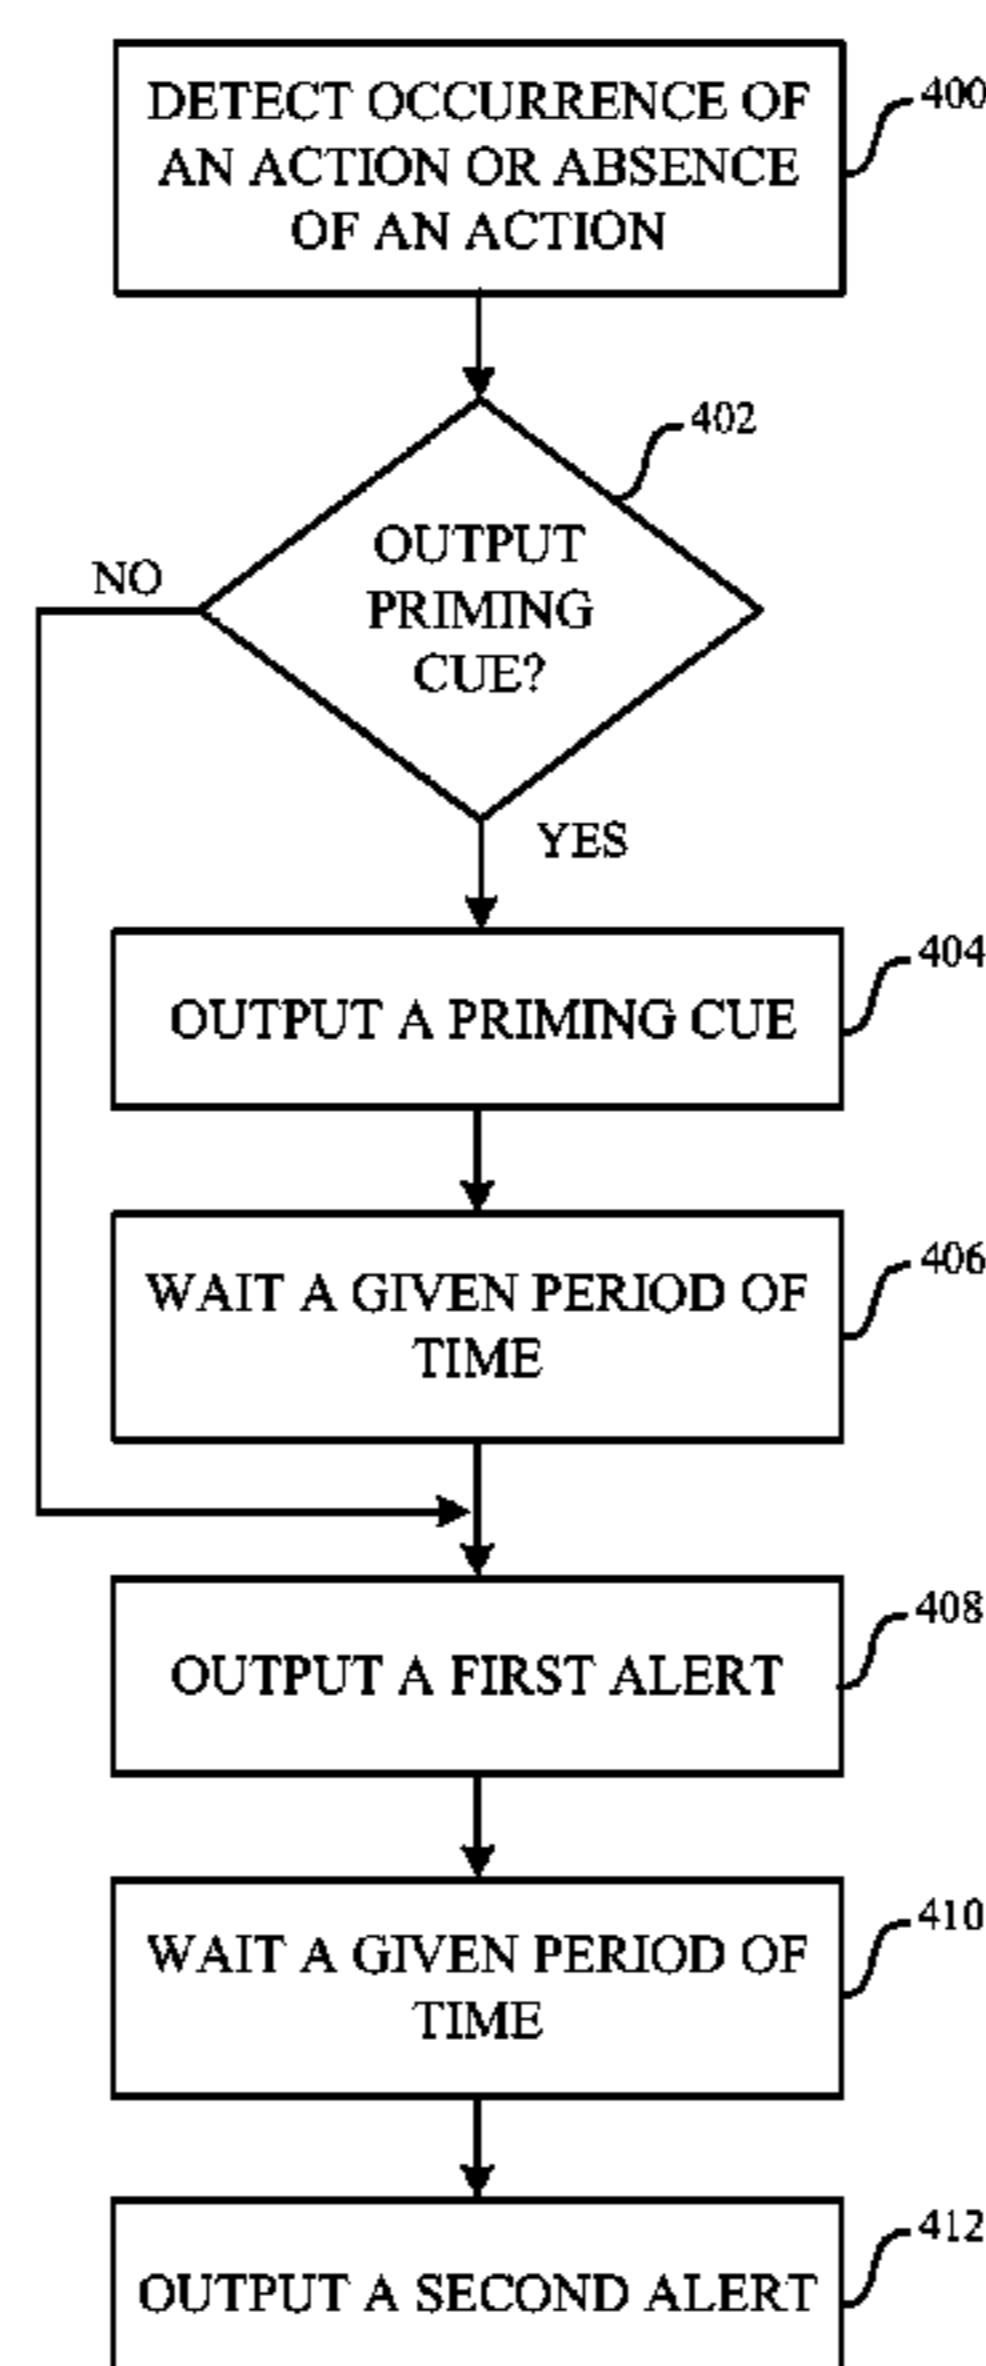 DETECT OCCURRENCE OF
AN ACTION OR ABSENCE
OF AN ACTION
400
402
OUTPUT
PRIMING
CUE?
NO
YES
404
OUTPUT A PRIMING CUE
406
WAIT A GIVEN PERIOD OF
TIME
408
OUTPUT A FIRST ALERT
410
WAIT A GIVEN PERIOD OF
TIME
412
OUTPUT A SECOND ALERT